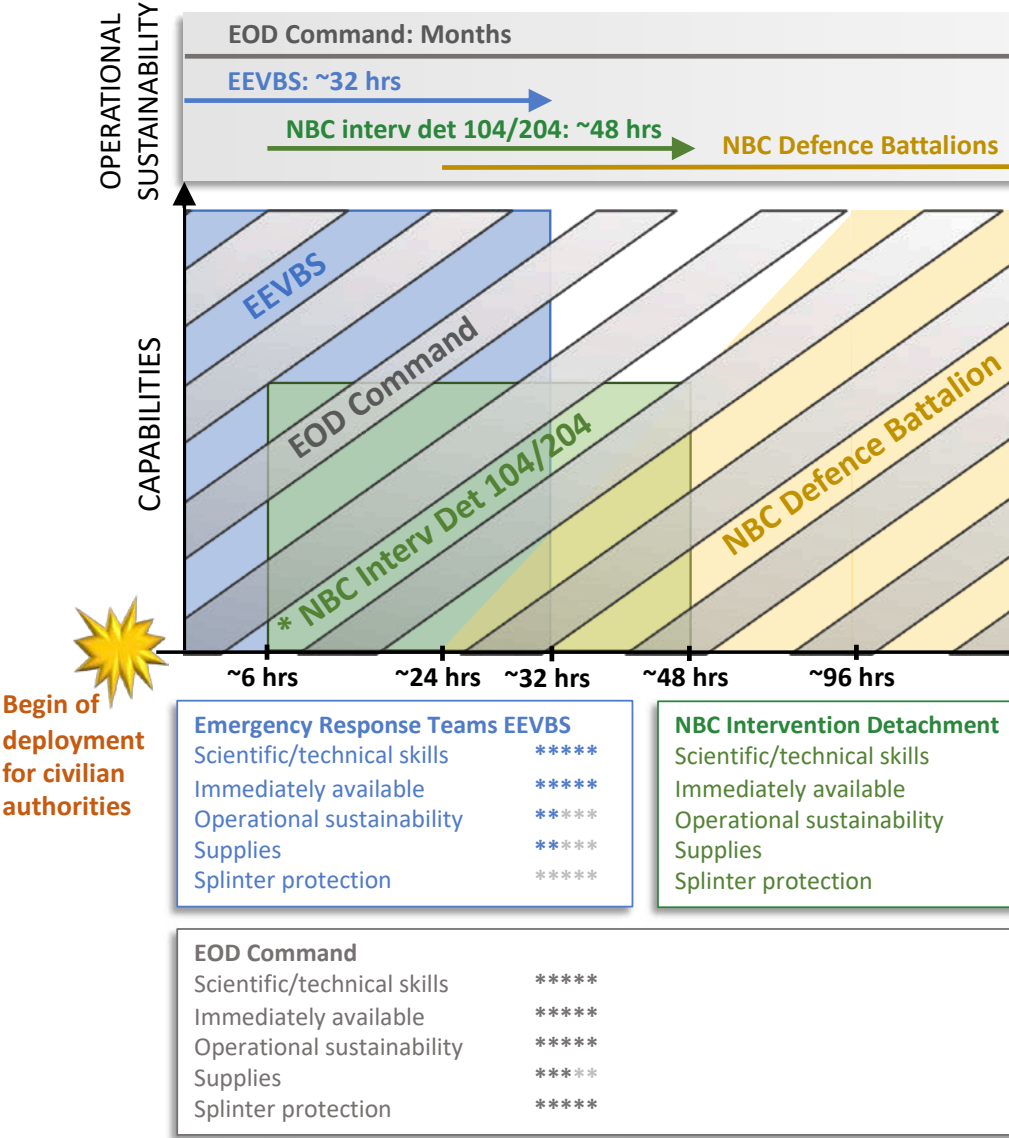 OPERATIONAL
SUSTAINABILITY
EOD Command: Months
EEVBS: ~32 hrs
NBC interv det 104/204: ~48 hrs
NBC Defence Battalions
CAPABILITIES
EEVBS
EOD Command
* NBC Interv Det 104/204
NBC Defence Battalion
~6 hrs
~24 hrs
~32 hrs
~48 hrs
~96 hrs
Begin of
deployment
for civilian
authorities
Emergency Response Teams EEVBS
Scientific/technical skills *****
Immediately available *****
Operational sustainability *****
Supplies *****
Splinter protection *****
NBC Intervention Detachment
Scientific/technical skills
Immediately available
Operational sustainability
Supplies
Splinter protection
EOD Command
Scientific/technical skills *****
Immediately available *****
Operational sustainability *****
Supplies *****
Splinter protection *****